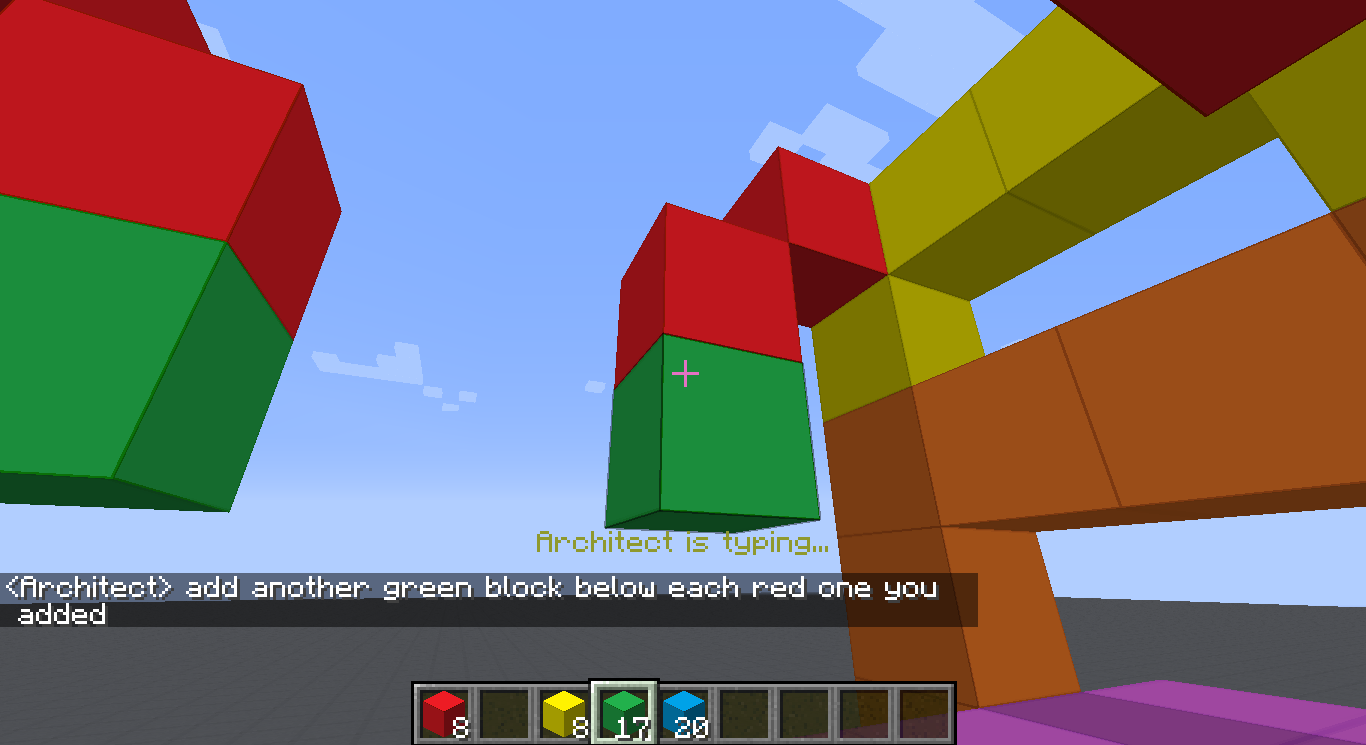 Architect is typing...
<Architect> add another green block below each red one you
added
8
8
17
20